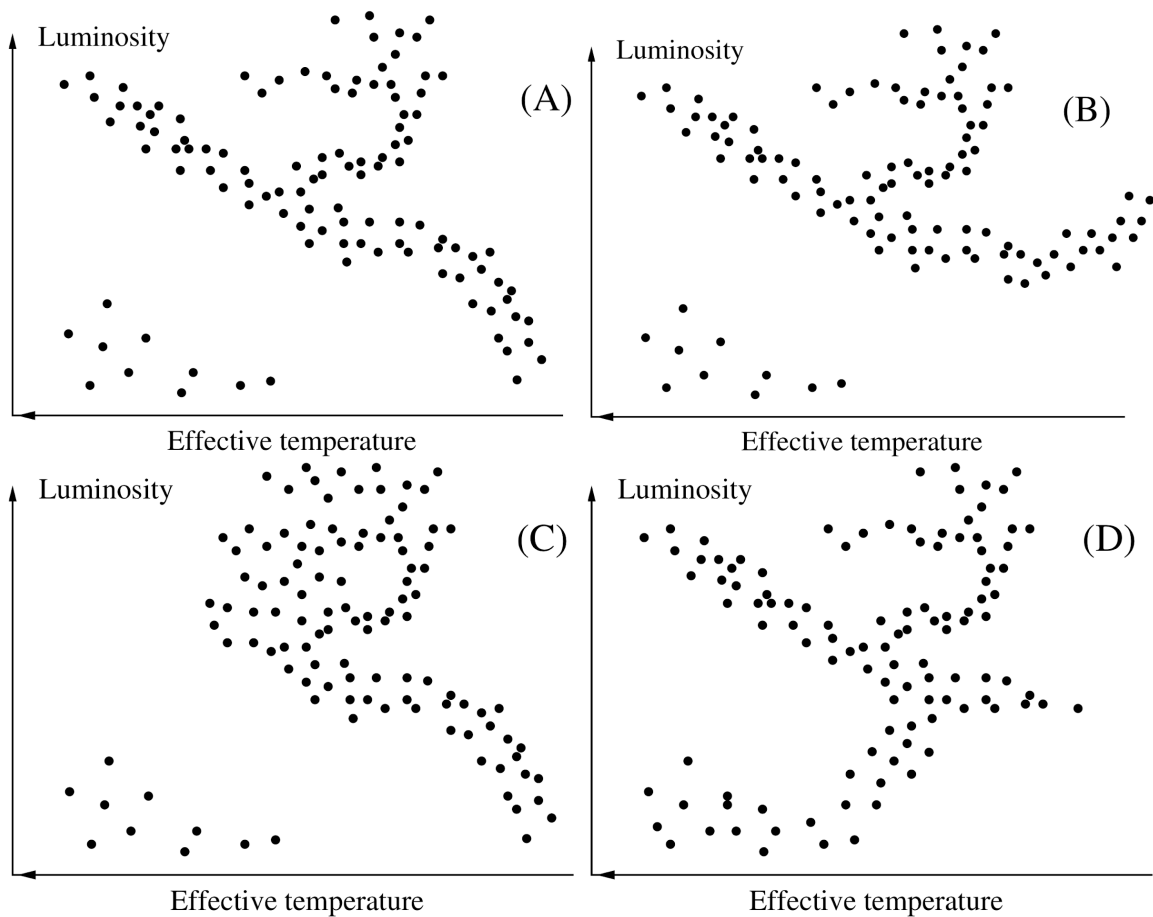 Luminosity
(A)
Effective temperature
Luminosity
(B)
Effective temperature
Luminosity
(C)
Effective temperature
Luminosity
(D)
Effective temperature